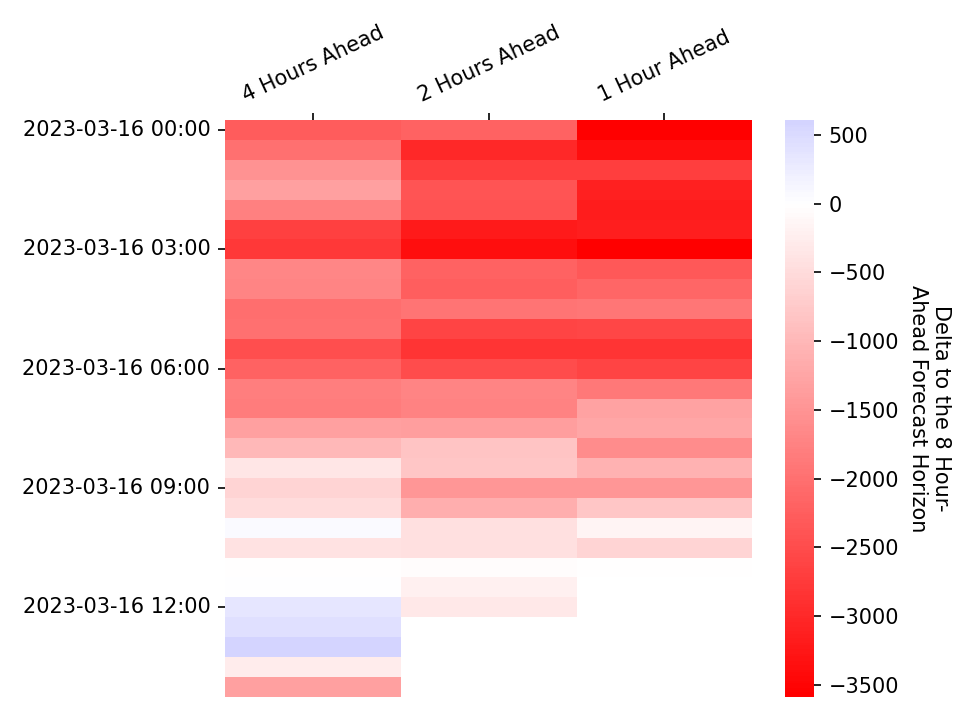 4 Hours Ahead
2 Hours Ahead
1 Hour Ahead
2023-03-16 00:00
2023-03-16 03:00
2023-03-16 06:00
2023-03-16 09:00
2023-03-16 12:00
500
0
−500
−1000
−1500
−2000
−2500
−3000
−3500
Delta to the 8 Hour-
Ahead Forecast Horizon